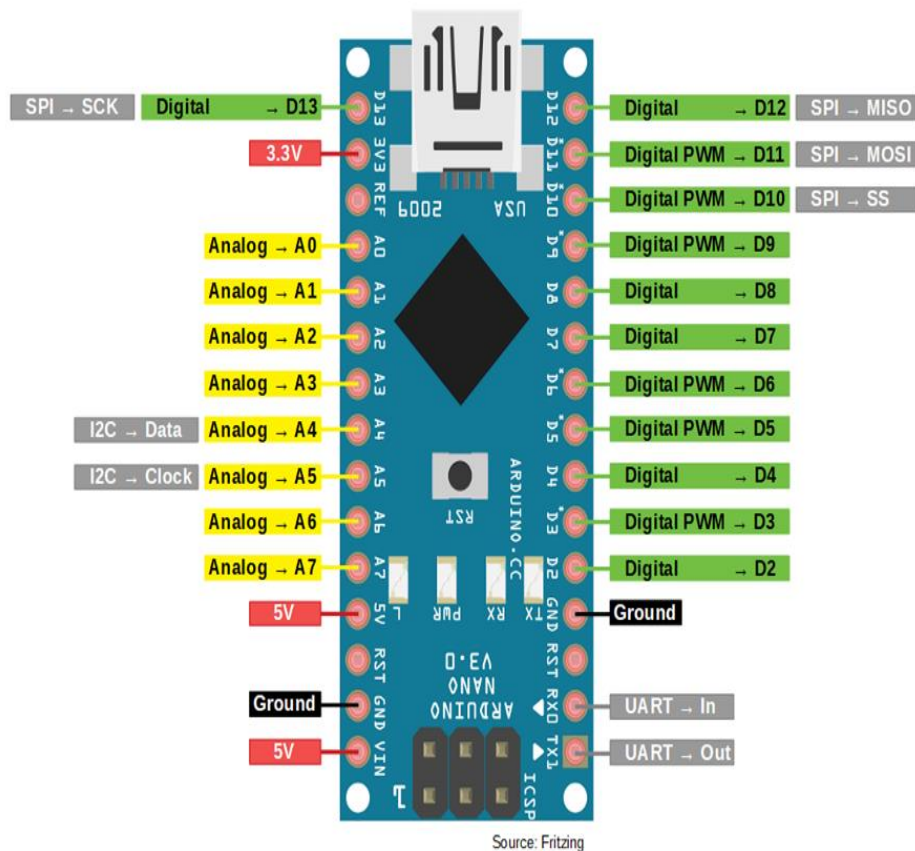 SPI → SCK Digital → D13 D13 D12 Digital → D12 SPI → MISO
3.3V 3V3 D11* Digital PWM → D11 SPI → MOSI
REF 2009 USA D10* Digital PWM → D10 SPI → SS
Analog → A0 A0 D9* Digital PWM → D9
Analog → A1 A1 D8 Digital → D8
Analog → A2 A2 D7 Digital → D7
Analog → A3 A3 D6* Digital PWM → D6
I2C → Data Analog → A4 A4 D5* Digital PWM → D5
I2C → Clock Analog → A5 A5 D4 Digital → D4
RST ARDUINO.CC
Analog → A6 A6 D3* Digital PWM → D3
Analog → A7 A7 D2 Digital → D2
5V 5V L PWR RX TX GND Ground
RST RST
ARDUINO
NANO
V3.0
Ground GND RX0 UART → In
5V VIN TX1 UART → Out
1 ICSP
Source: Fritzing